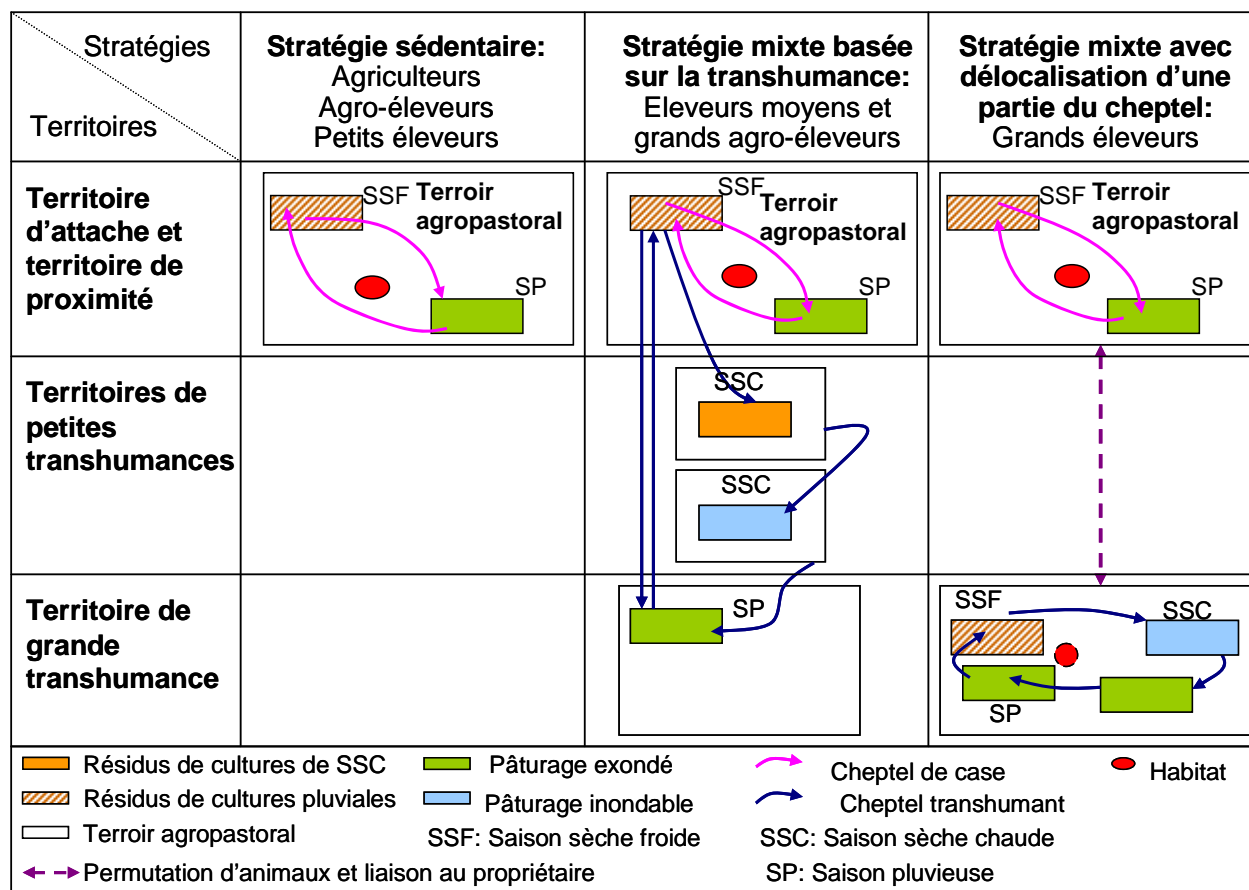 Stratégies
Territoires
Stratégie sédentaire:
Agriculteurs
Agro-éleveurs
Petits éleveurs
Stratégie mixte basée
sur la transhumance:
Eleveurs moyens et
grands agro-éleveurs
Stratégie mixte avec
délocalisation d'une
partie du cheptel:
Grands éleveurs
Territoire
d'attache et
territoire de
proximité
SSF
Terroir
agropastoral
SP
SSF
Terroir
agropastoral
SP
SSF
Terroir
agropastoral
SP
Territoires de
petites
transhumances
SSC
SSC
Territoire de
grande
transhumance
SP
SSF
SSC
SP
Résidus de cultures de SSC
Pâturage exondé
Cheptel de case
Habitat
Résidus de cultures pluviales
Pâturage inondable
Cheptel transhumant
Terroir agropastoral
SSF: Saison sèche froide
SSC: Saison sèche chaude
Permutation d'animaux et liaison au propriétaire
SP: Saison pluvieuse